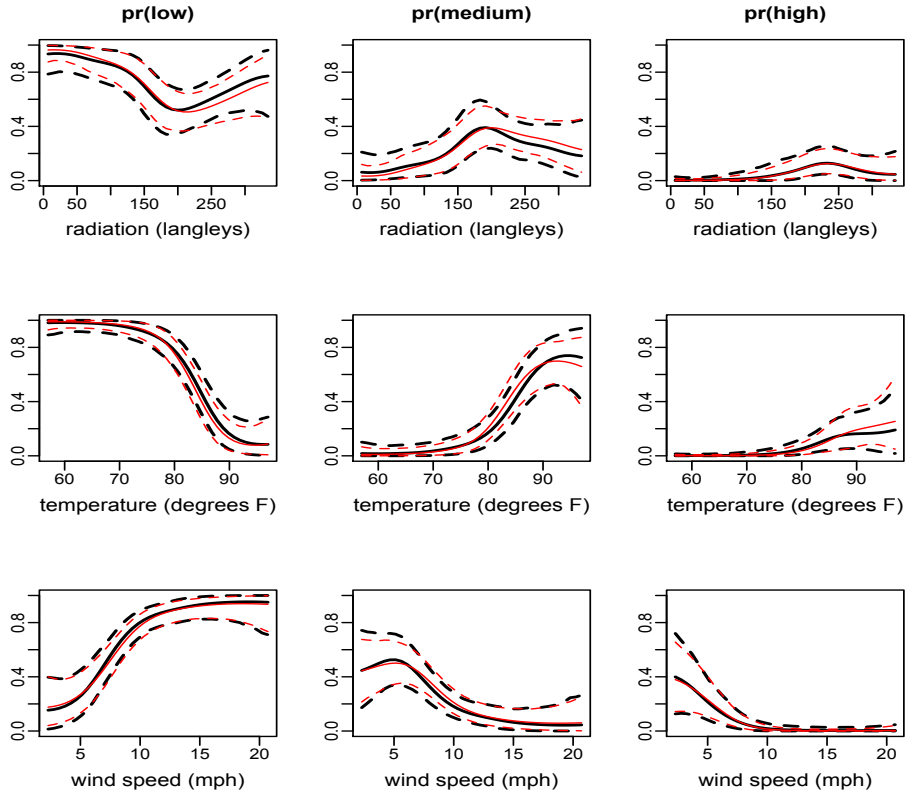 pr(low) pr(medium) pr(high)
0.0 0.4 0.8
0 50 150 250
radiation (langleys)
0.0 0.4 0.8
0 50 150 250
radiation (langleys)
0.0 0.4 0.8
0 50 150 250
radiation (langleys)
0.0 0.4 0.8
60 70 80 90
temperature (degrees F)
0.0 0.4 0.8
60 70 80 90
temperature (degrees F)
0.0 0.4 0.8
60 70 80 90
temperature (degrees F)
0.0 0.4 0.8
5 10 15 20
wind speed (mph)
0.0 0.4 0.8
5 10 15 20
wind speed (mph)
0.0 0.4 0.8
5 10 15 20
wind speed (mph)